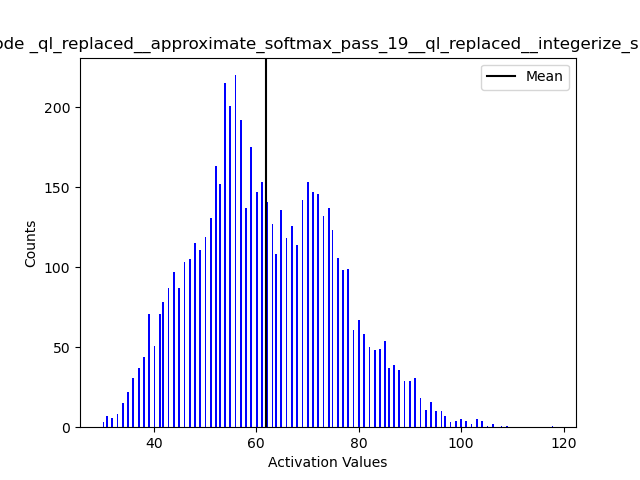 ode _ql_replaced__approximate_softmax_pass_19__ql_replaced__integerize_s
Mean
200
150
100
50
0
Counts
40
60
80
100
120
Activation Values